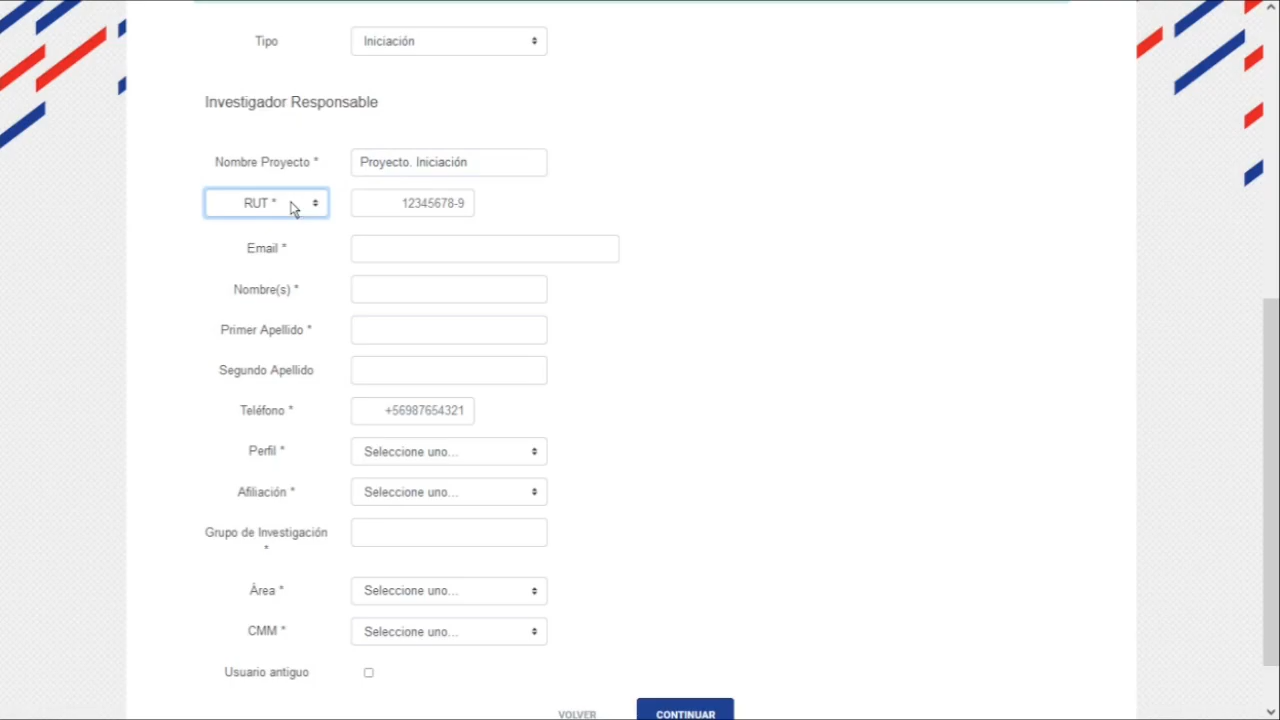 Tipo Iniciación
Investigador Responsable
Nombre Proyecto * Proyecto. Iniciación
RUT * 12345678-9
Email *
Nombre(s) *
Primer Apellido *
Segundo Apellido
Teléfono * +56987654321
Perfil * Seleccione uno...
Afiliación * Seleccione uno...
Grupo de Investigación
*
Área * Seleccione uno...
CMM * Seleccione uno...
Usuario antiguo
VOLVER CONTINUAR